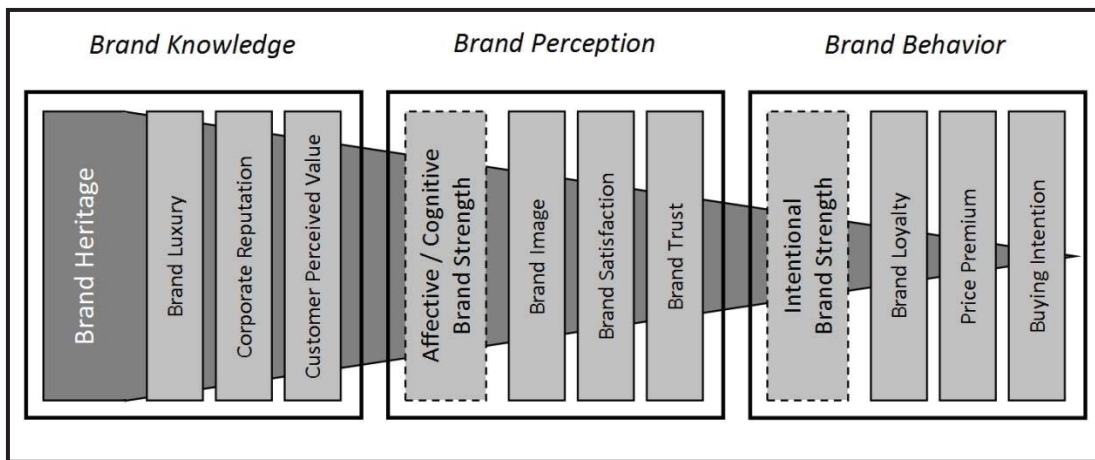 Brand Knowledge
Brand Heritage
Brand Luxury
Corporate Reputation
Customer Perceived Value
Brand Perception
Affective / Cognitive
Brand Strength
Brand Image
Brand Satisfaction
Brand Trust
Brand Behavior
Intentional
Brand Strength
Brand Loyalty
Price Premium
Buying Intention